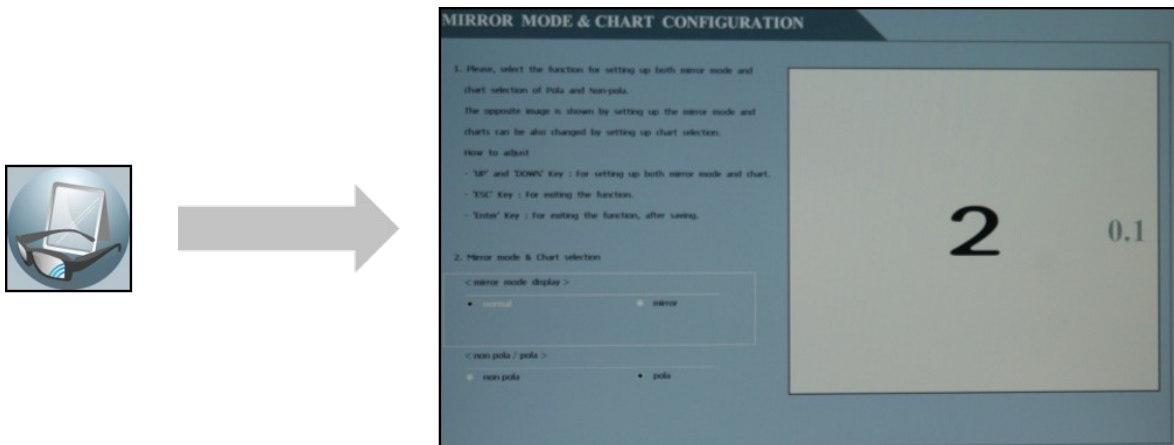 MIRROR MODE & CHART CONFIGURATION
1. Please, select the function for setting up both mirror mode and
chart selection of Pola and Non-pola.
The opposite image is shown by setting up the mirror mode and
charts can be also changed by setting up chart selection.
How to adjust
- 'UP' and 'DOWN' Key : For setting up both mirror mode and chart.
- 'ESC' Key : For exiting the function.
- 'Enter' Key : For exiting the function, after saving.
2. Mirror mode & Chart selection
< mirror mode display >
normal mirror
< non pola / pola >
non pola pola
2 0.1